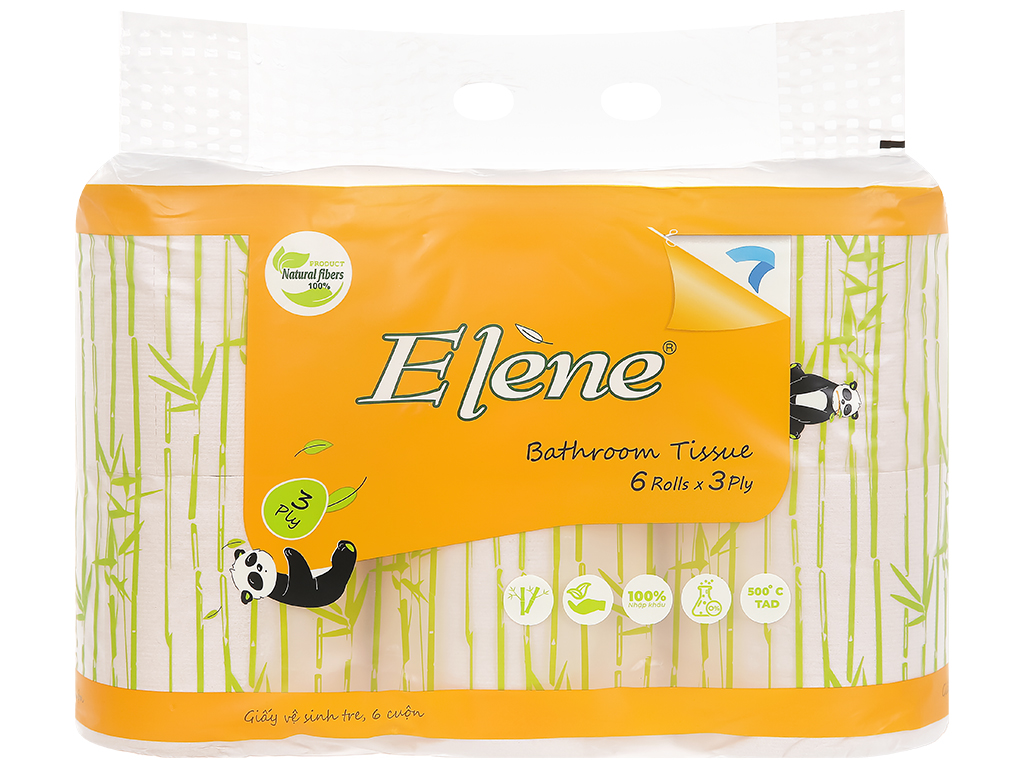 PRODUCT
Natural fibers
100%
Elène®
Bathroom Tissue
6 Rolls x 3 Ply
3
Ply
100%
Nhập khẩu
0%
500°C
TAD
Giấy vệ sinh tre, 6 cuộn